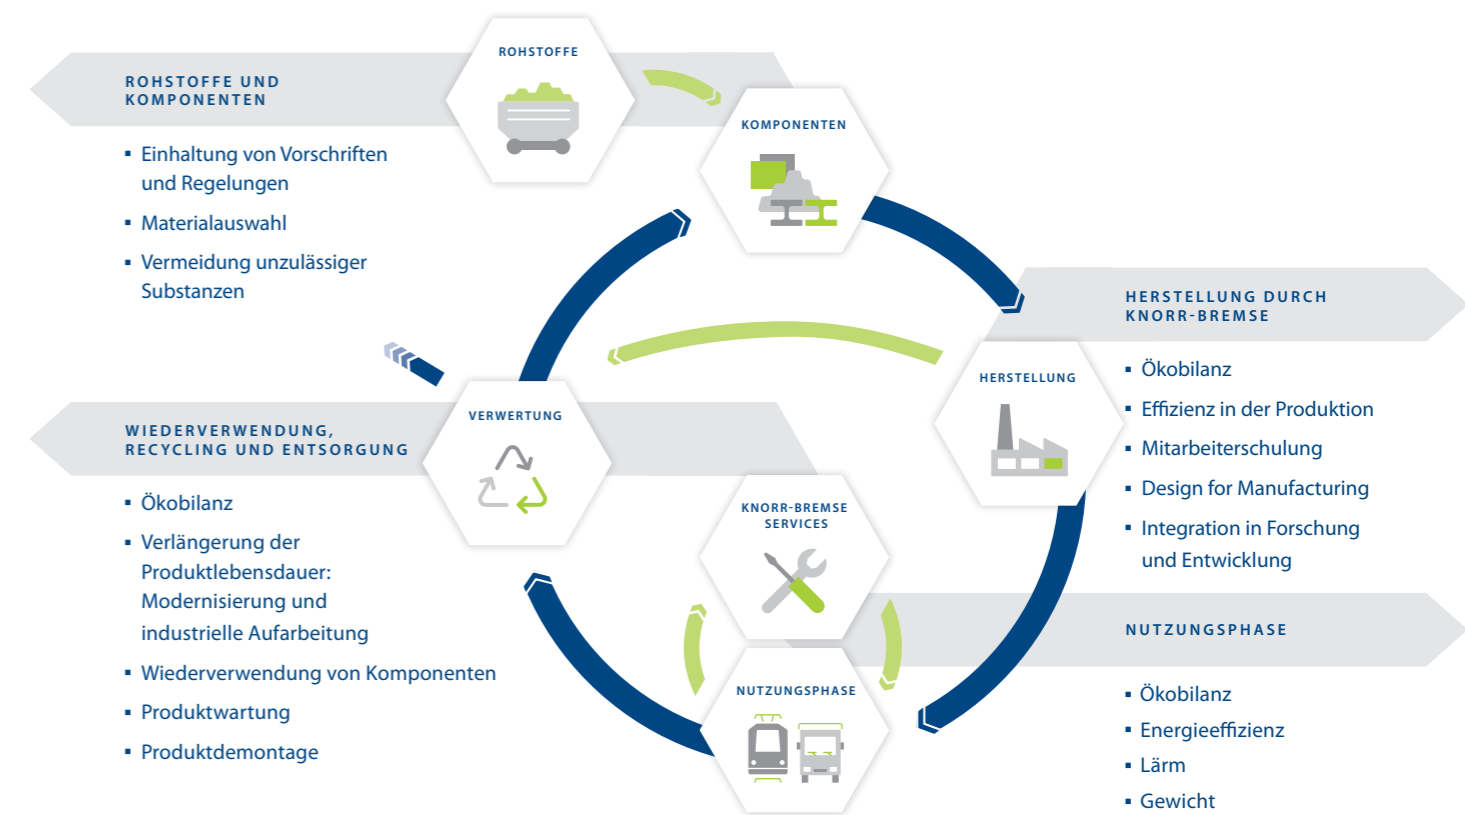 ROHSTOFFE
ROHSTOFFE UND
KOMPONENTEN
▪ Einhaltung von Vorschriften
und Regelungen
▪ Materialauswahl
▪ Vermeidung unzulässiger
Substanzen
KOMPONENTEN
HERSTELLUNG DURCH
KNORR-BREMSE
HERSTELLUNG
▪ Ökobilanz
▪ Effizienz in der Produktion
▪ Mitarbeiterschulung
▪ Design for Manufacturing
▪ Integration in Forschung
und Entwicklung
VERWERTUNG
WIEDERVERWENDUNG,
RECYCLING UND ENTSORGUNG
▪ Ökobilanz
▪ Verlängerung der
Produktlebensdauer:
Modernisierung und
industrielle Aufarbeitung
▪ Wiederverwendung von Komponenten
▪ Produktwartung
▪ Produktdemontage
KNORR-BREMSE
SERVICES
NUTZUNGSPHASE
NUTZUNGSPHASE
▪ Ökobilanz
▪ Energieeffizienz
▪ Lärm
▪ Gewicht